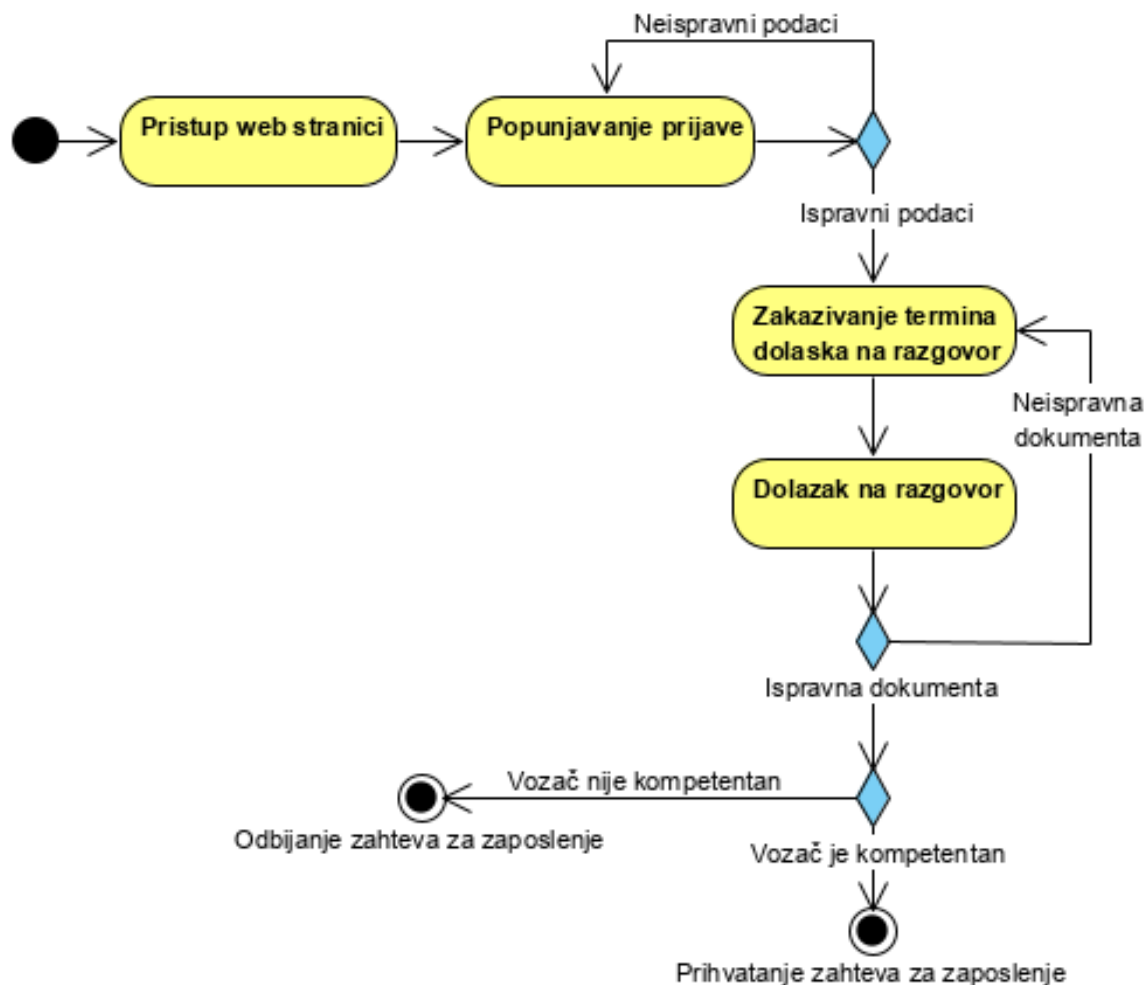 Neispravni podaci
Pristup web stranici
Popunjavanje prijave
Ispravni podaci
Zakazivanje termina
dolaska na razgovor
Neispravna
dokumenta
Dolazak na razgovor
Ispravna dokumenta
Vozač nije kompetentan
Odbijanje zahteva za zaposlenje
Vozač je kompetentan
Prihvatanje zahteva za zaposlenje